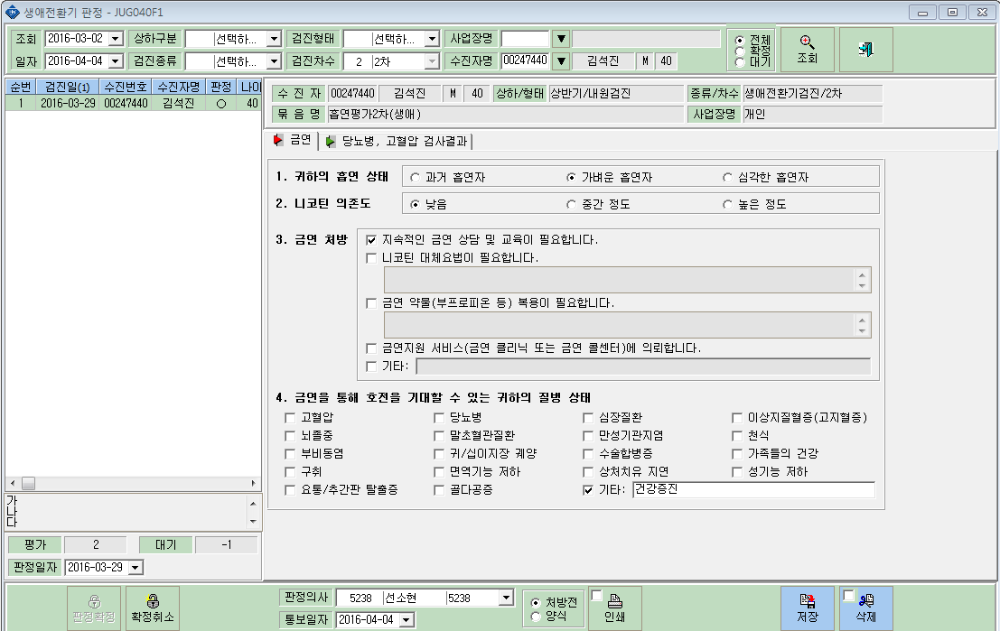 생애전환기 판정 - JUG040F1
조회 2016-03-02 상하구분 선택하... 검진형태 선택하... 사업장명 전체 확정 대기 조회
일자 2016-04-04 검진종류 선택하... 검진차수 2 2차 수진자명 00247440 김석진 M 40
순번 검진일(1) 수진번호 수진자명 판정 나이
1 2016-03-29 00247440 김석진 ○ 40
수 진 자 00247440 김석진 M 40 상하/형태 상반기/내원검진 종류/차수 생애전환기검진/2차
묶 음 명 흡연평가2차(생애) 사업장명 개인
금연 당뇨병, 고혈압 검사결과
1. 귀하의 흡연 상태 과거 흡연자 가벼운 흡연자 심각한 흡연자
2. 니코틴 의존도 낮음 중간 정도 높은 정도
3. 금연 처방 지속적인 금연 상담 및 교육이 필요합니다.
니코틴 대체요법이 필요합니다.
금연 약물(부프로피온 등) 복용이 필요합니다.
금연지원 서비스(금연 클리닉 또는 금연 콜센터)에 의뢰합니다.
기타:
4. 금연을 통해 호전을 기대할 수 있는 귀하의 질병 상태
고혈압 당뇨병 심장질환 이상지질혈증(고지혈증)
뇌졸중 말초혈관질환 만성기관지염 천식
부비동염 귀/십이지장 궤양 수술합병증 가족들의 건강
구취 면역기능 저하 상처치유 지연 성기능 저하
요통/추간판 탈출증 골다공증 기타: 건강증진
가
나
다
평가 2 대기 -1
판정일자 2016-03-29
판정확정 확정취소
판정의사 5238 선소현 5238 처방전 양식 인쇄 저장 삭제
통보일자 2016-04-04